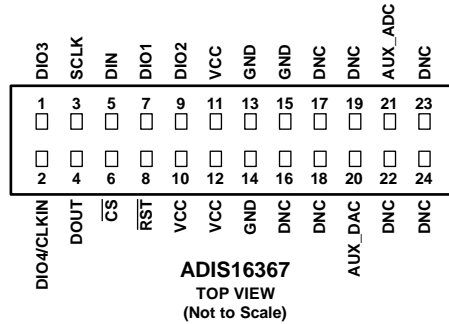 DIO3 SCLK DIN DIO1 DIO2 VCC GND GND DNC DNC AUX_ADC DNC
1 3 5 7 9 11 13 15 17 19 21 23
2 4 6 8 10 12 14 16 18 20 22 24
DIO4/CLKIN DOUT CS RST VCC VCC GND DNC DNC AUX_DAC DNC DNC
ADIS16367
TOP VIEW
(Not to Scale)